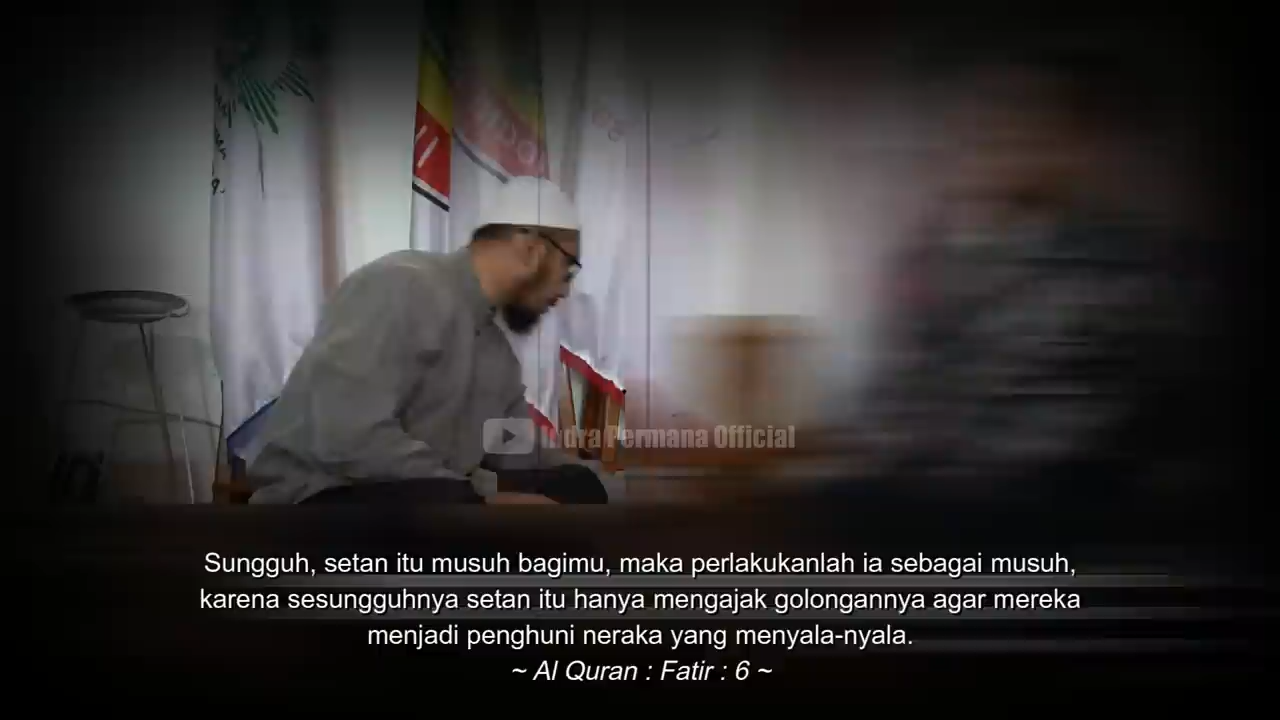 Indra Permana Official
Sungguh, setan itu musuh bagimu, maka perlakukanlah ia sebagai musuh,
karena sesungguhnya setan itu hanya mengajak golongannya agar mereka
menjadi penghuni neraka yang menyala-nyala.
~ Al Quran : Fatir : 6 ~